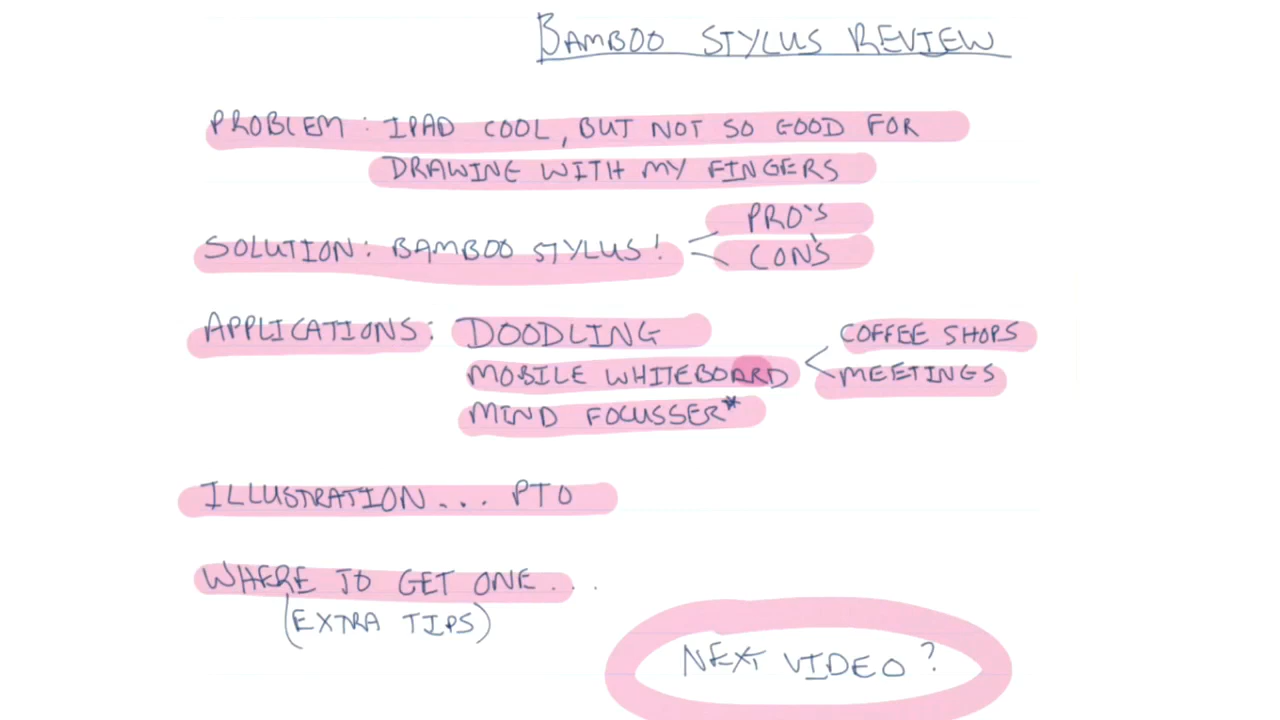 BAMBOO STYLUS REVIEW
PROBLEM: IPAD COOL, BUT NOT SO GOOD FOR
DRAWING WITH MY FINGERS
SOLUTION: BAMBOO STYLUS!
PRO'S
CON'S
APPLICATIONS: DOODLING
MOBILE WHITEBOARD
COFFEE SHOPS
MEETINGS
MIND FOCUSSER*
ILLUSTRATION... PTO
WHERE TO GET ONE...
(EXTRA TIPS)
NEXT VIDEO?